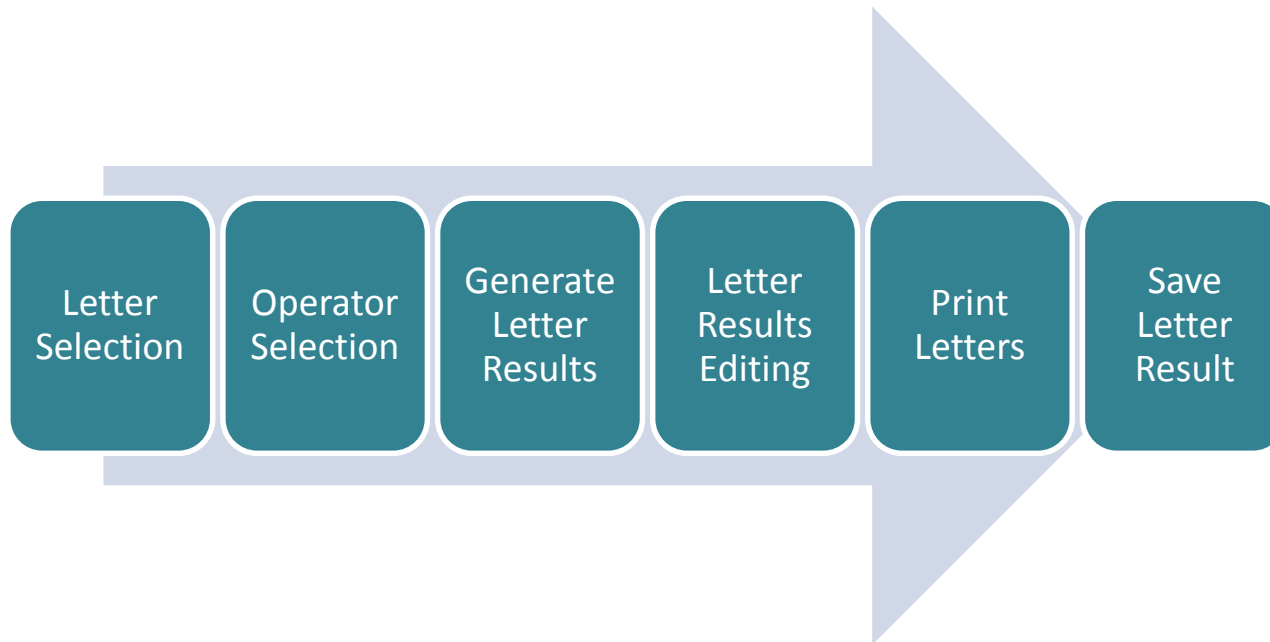 Letter
Selection
Operator
Selection
Generate
Letter
Results
Letter
Results
Editing
Print
Letters
Save
Letter
Result